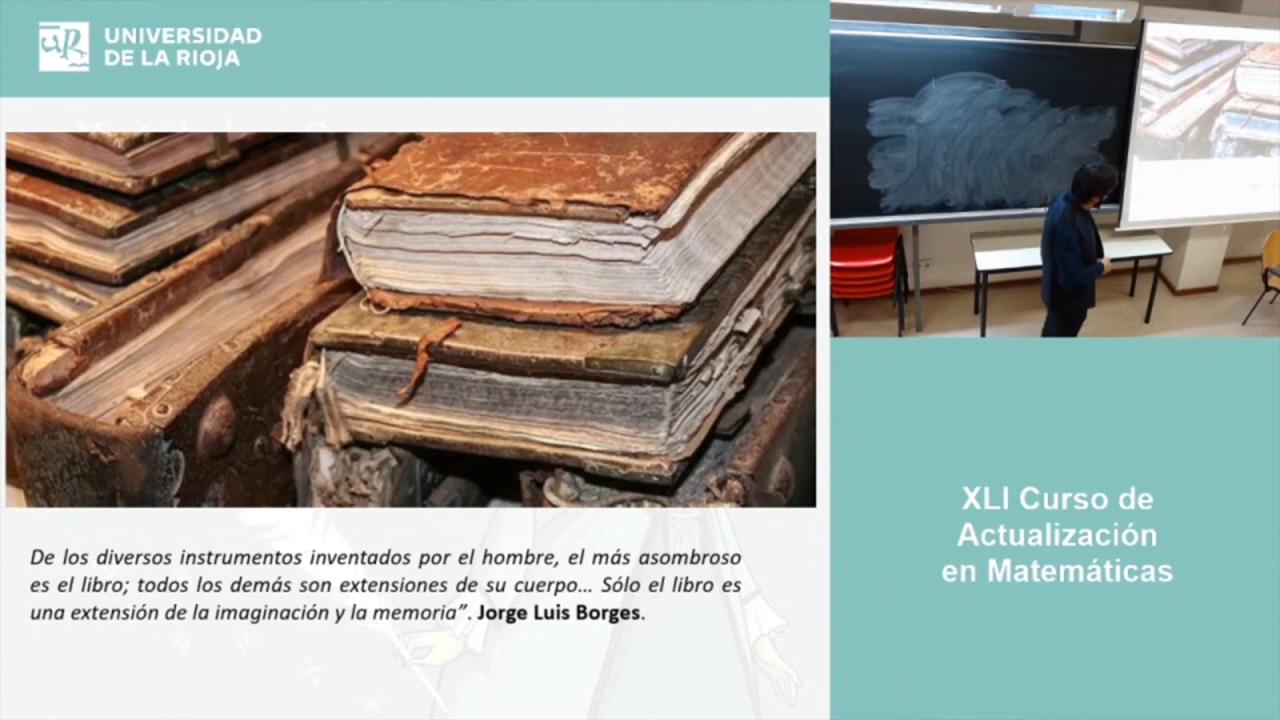 UNIVERSIDAD
DE LA RIOJA
De los diversos instrumentos inventados por el hombre, el más asombroso
es el libro; todos los demás son extensiones de su cuerpo... Sólo el libro es
una extensión de la imaginación y la memoria”. Jorge Luis Borges.
XLI Curso de
Actualización
en Matemáticas